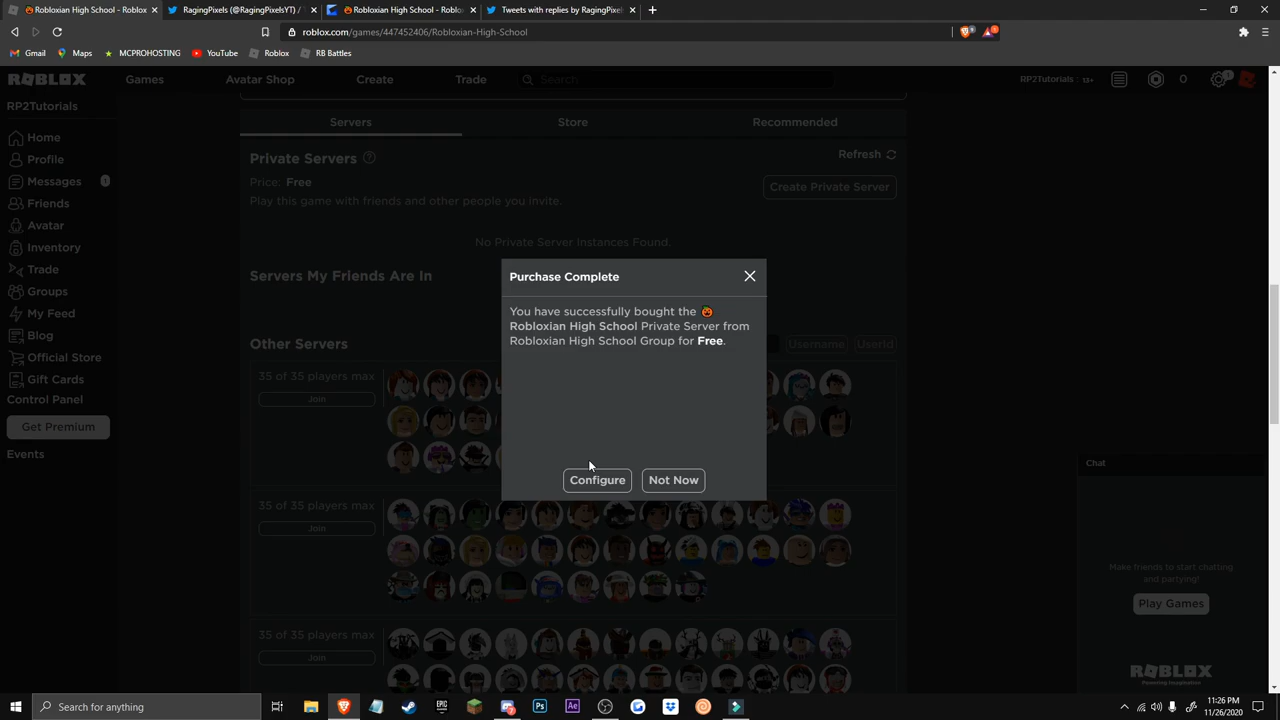 Robloxian High School - Roblox
RagingPixels (@RagingPixelsYT) /
Robloxian High School - Roblox
Tweets with replies by RagingPixels
roblox.com/games/447452406/Robloxian-High-School
Gmail
Maps
MCPROHOSTING
YouTube
Roblox
RB Battles
ROBLOX
Games
Avatar Shop
Create
Trade
Search
RP2Tutorials : 13+
0
1
RP2Tutorials
Home
Profile
Messages
1
Friends
Avatar
Inventory
Trade
Groups
My Feed
Blog
Official Store
Gift Cards
Control Panel
Get Premium
Events
Servers
Store
Recommended
Private Servers
Refresh
Price: Free
Create Private Server
Play this game with friends and other people you invite.
No Private Server Instances Found.
Servers My Friends Are In
Other Servers
Username
UserId
35 of 35 players max
Join
35 of 35 players max
Join
35 of 35 players max
Join
Purchase Complete
You have successfully bought the 🎃
Robloxian High School Private Server from
Robloxian High School Group for Free.
Configure
Not Now
Chat
Make friends to start chatting
and partying!
Play Games
ROBLOX
Powering Imagination
Search for anything
11:26 PM
11/26/2020